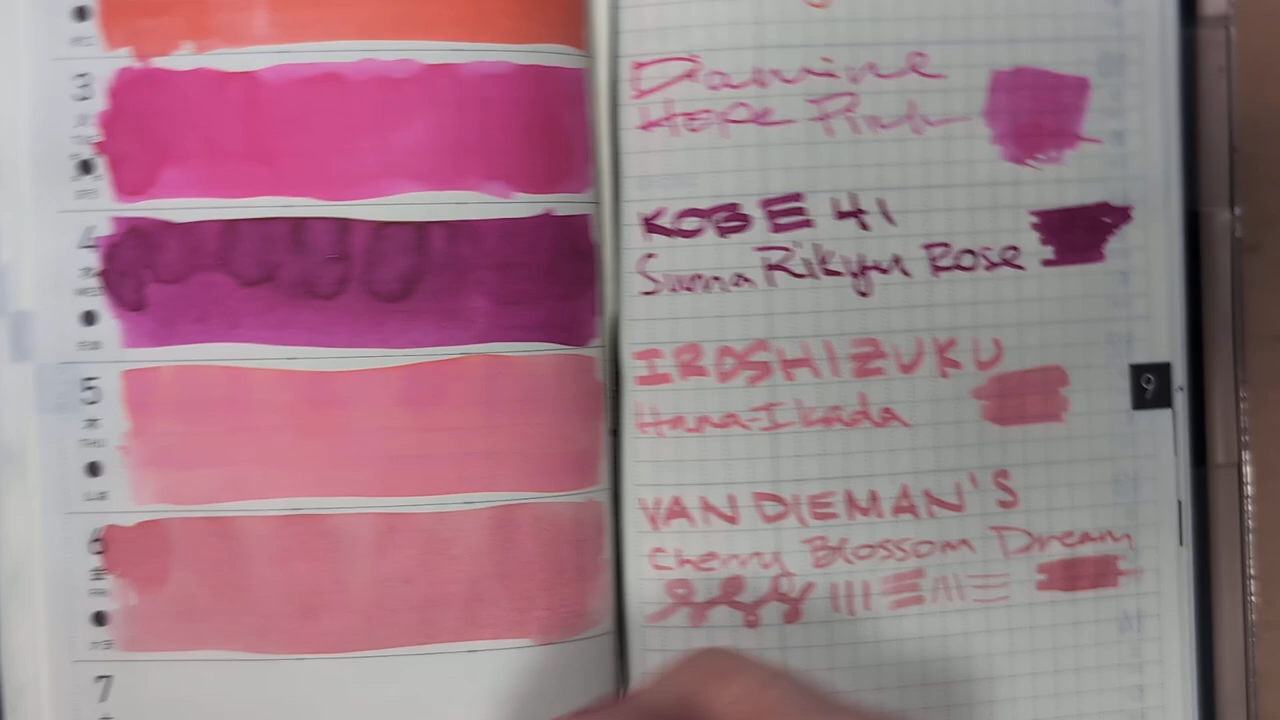 3
Diamine
Hope Pink
4
KOBE 41
Suma Rikyu Rose
5
IROSHIZUKU
Hana-Ikada
9
6
VAN DIEMAN'S
Cherry Blossom Dream
7